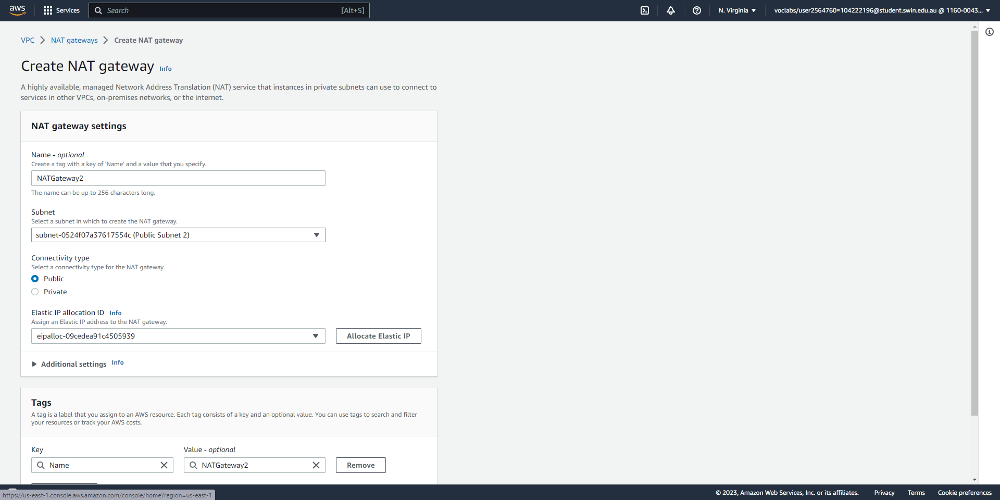 aws Services Search [Alt+S] N. Virginia voclabs/user2564760=104222196@student.swin.edu.au @ 1160-0043...
VPC NAT gateways Create NAT gateway
Create NAT gateway Info
A highly available, managed Network Address Translation (NAT) service that instances in private subnets can use to connect to
services in other VPCs, on-premises networks, or the internet.
NAT gateway settings
Name - optional
Create a tag with a key of 'Name' and a value that you specify.
NATGateway2
The name can be up to 256 characters long.
Subnet
Select a subnet in which to create the NAT gateway.
subnet-0524f07a37617554c (Public Subnet 2)
Connectivity type
Select a connectivity type for the NAT gateway.
Public
Private
Elastic IP allocation ID Info
Assign an Elastic IP address to the NAT gateway.
eipalloc-09cedea91c4505939 Allocate Elastic IP
Additional settings Info
Tags
A tag is a label that you assign to an AWS resource. Each tag consists of a key and an optional value. You can use tags to search and filter
your resources or track your AWS costs.
Key Value - optional
Name NATGateway2 Remove
https://us-east-1.console.aws.amazon.com/console/home?region=us-east-1 © 2023, Amazon Web Services, Inc. or its affiliates. Privacy Terms Cookie preferences